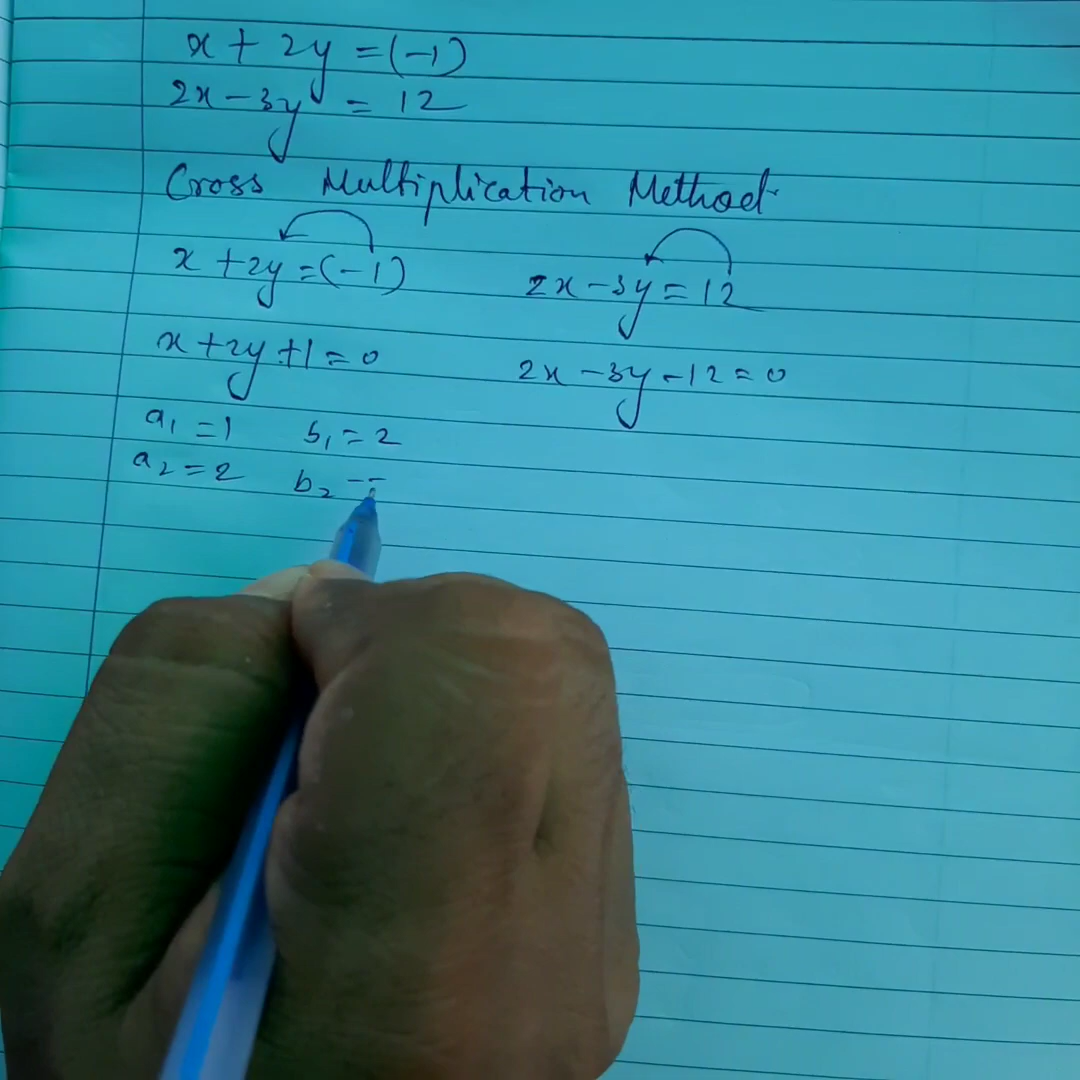 x + 2y = (-1)
2x - 3y = 12
Cross Multiplication Method
x + 2y = (-1)
2x - 3y = 12
x + 2y + 1 = 0
2x - 3y - 12 = 0
a₁ = 1 b₁ = 2
a₂ = 2 b₂ =